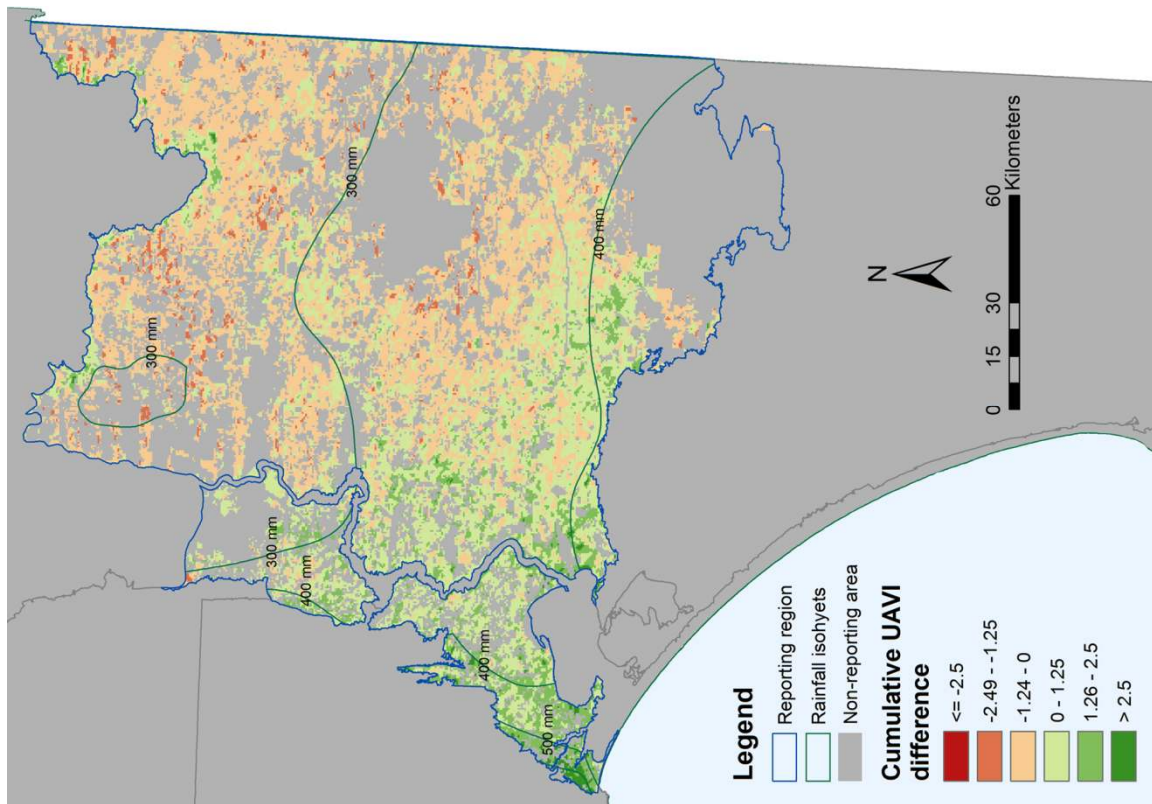 300 mm
300 mm
300 mm
400 mm
400 mm
400 mm
500 mm
N
0 15 30 60
Kilometers
Legend
Reporting region
Rainfall isohyets
Non-reporting area
Cumulative UAVI
difference
<= -2.5
-2.49 - -1.25
-1.24 - 0
0 - 1.25
1.26 - 2.5
> 2.5